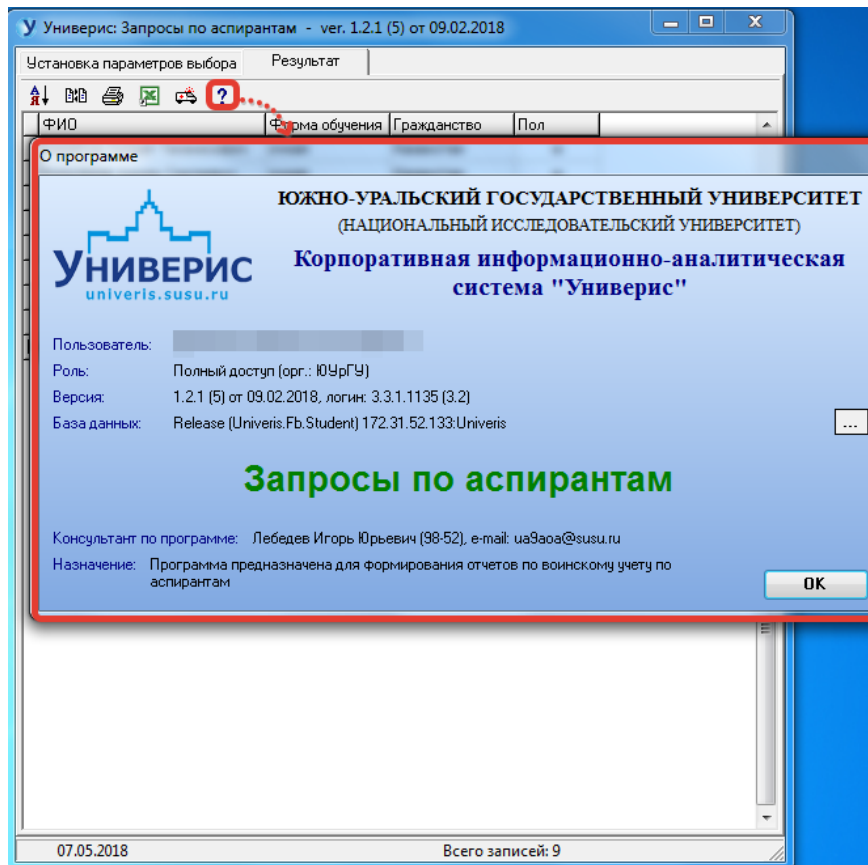 Универис: Запросы по аспирантам - ver. 1.2.1 (5) от 09.02.2018
Установка параметров выбора Результат
ФИО Форма обучения Гражданство Пол
О программе
ЮЖНО-УРАЛЬСКИЙ ГОСУДАРСТВЕННЫЙ УНИВЕРСИТЕТ
(НАЦИОНАЛЬНЫЙ ИССЛЕДОВАТЕЛЬСКИЙ УНИВЕРСИТЕТ)
УНИВЕРИС
univeris.susu.ru
Корпоративная информационно-аналитическая
система "Универис"
Пользователь:
Роль: Полный доступ (орг.: ЮУрГУ)
Версия: 1.2.1 (5) от 09.02.2018, логин: 3.3.1.1135 (3.2)
База данных: Release (Univeris.Fb.Student) 172.31.52.133:Univeris
...
Запросы по аспирантам
Консультант по программе: Лебедев Игорь Юрьевич (98-52), e-mail: ua9aoa@susu.ru
Назначение: Программа предназначена для формирования отчетов по воинскому учету по
аспирантам
OK
07.05.2018 Всего записей: 9